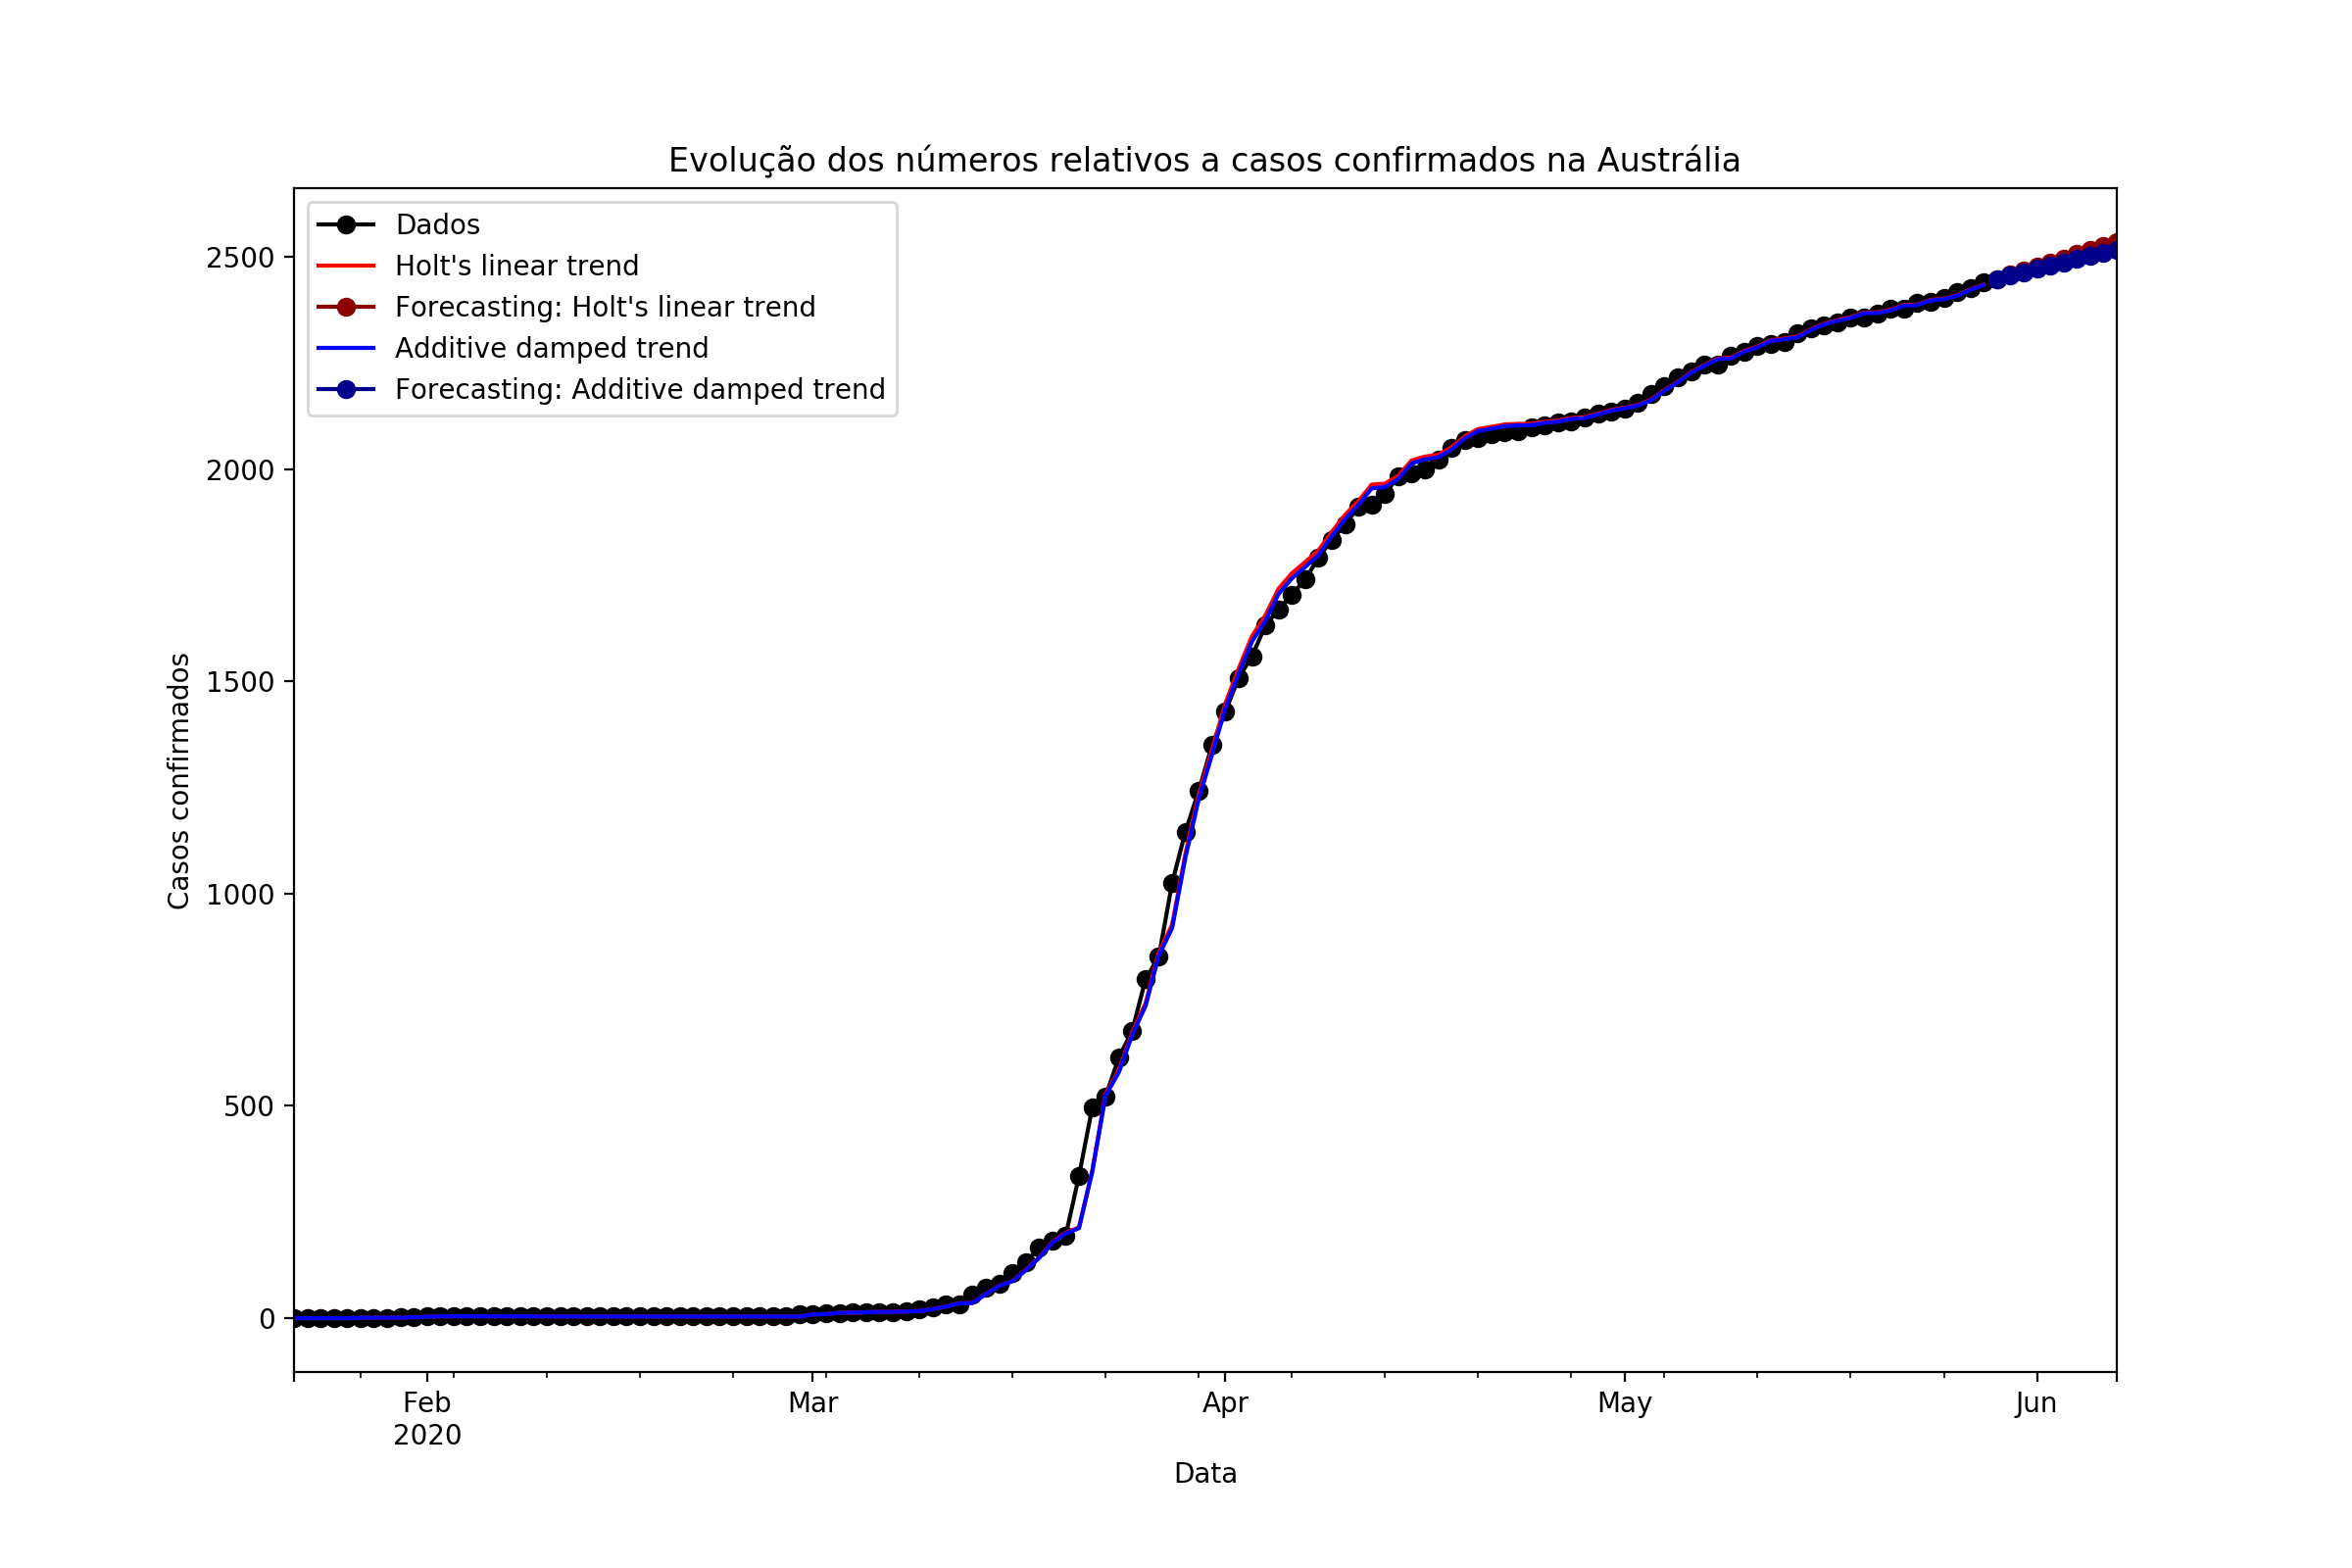 Evolução dos números relativos a casos confirmados na Austrália
Dados
Holt's linear trend
Forecasting: Holt's linear trend
Additive damped trend
Forecasting: Additive damped trend
2500
2000
1500
1000
500
0
Casos confirmados
Feb
2020
Mar
Apr
May
Jun
Data